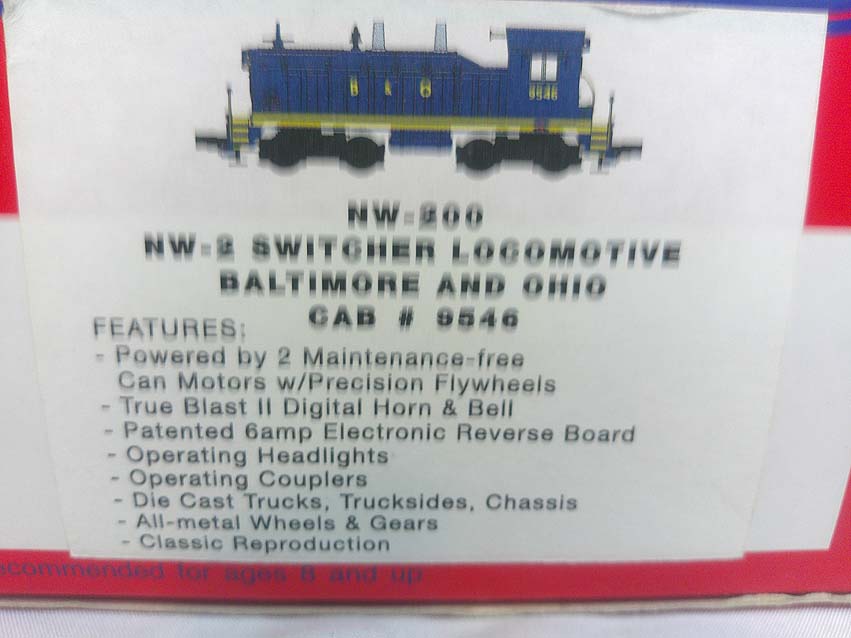 B & O
9546
NW-200
NW-2 SWITCHER LOCOMOTIVE
BALTIMORE AND OHIO
CAB # 9546
FEATURES:
- Powered by 2 Maintenance-free
Can Motors w/Precision Flywheels
- True Blast II Digital Horn & Bell
- Patented 6amp Electronic Reverse Board
- Operating Headlights
- Operating Couplers
- Die Cast Trucks, Trucksides, Chassis
- All-metal Wheels & Gears
- Classic Reproduction
ecommended for ages 8 and up